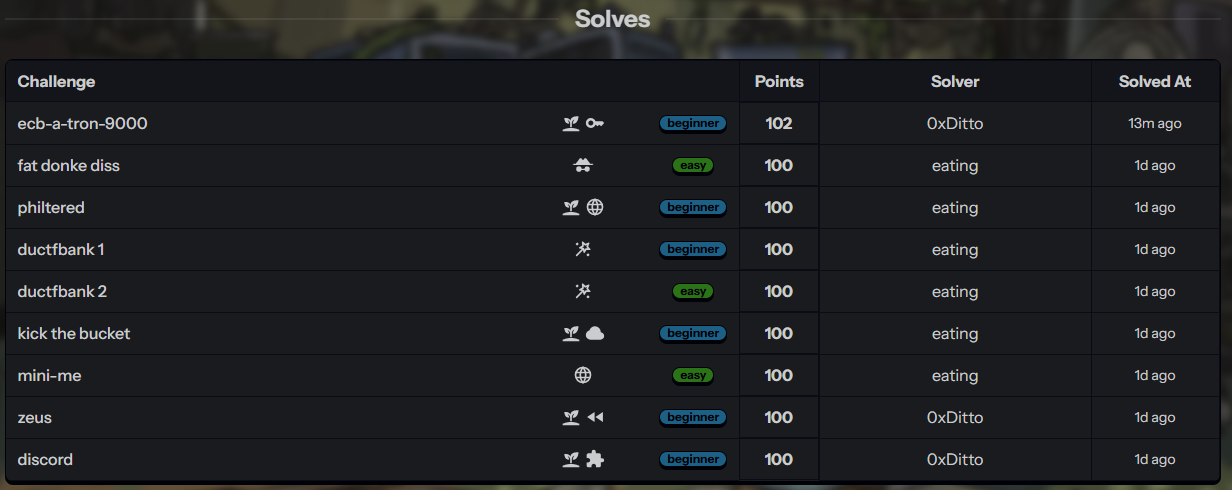 Solves
Challenge Points Solver Solved At
ecb-a-tron-9000 beginner 102 0xDitto 13m ago
fat donke diss easy 100 eating 1d ago
philtered beginner 100 eating 1d ago
ductfbank 1 beginner 100 eating 1d ago
ductfbank 2 easy 100 eating 1d ago
kick the bucket beginner 100 eating 1d ago
mini-me easy 100 eating 1d ago
zeus beginner 100 0xDitto 1d ago
discord beginner 100 0xDitto 1d ago